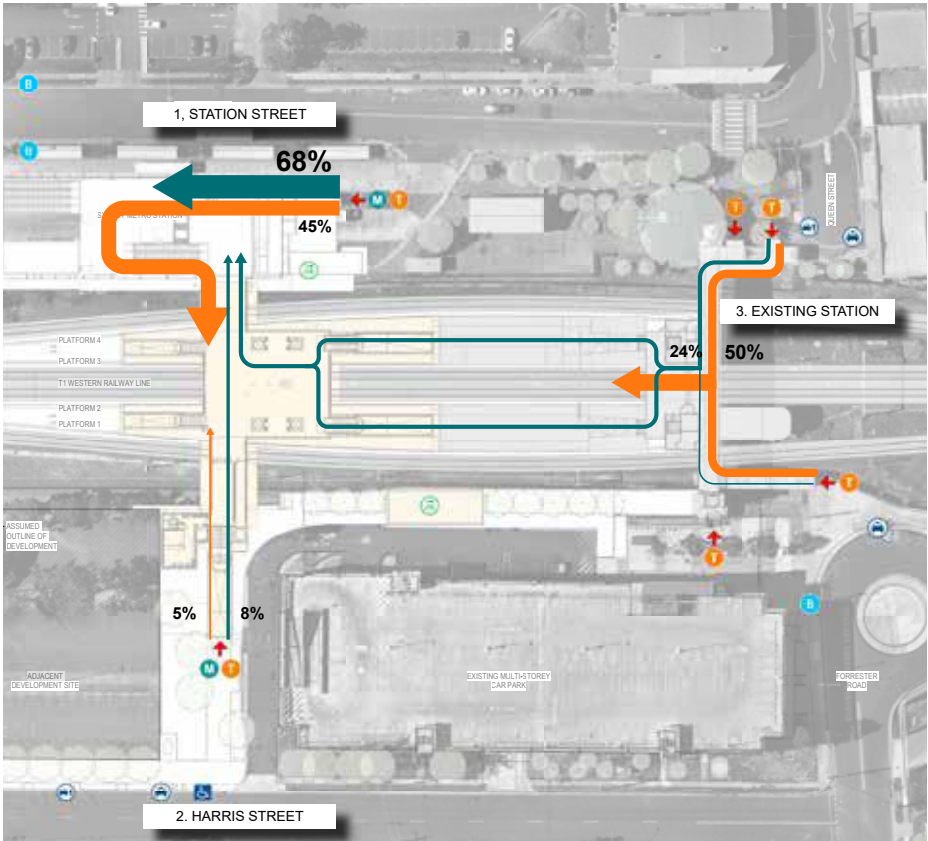 B
B
1, STATION STREET
68%
M T
45%
QUEEN STREET
T T
3. EXISTING STATION
24% 50%
PLATFORM 4
PLATFORM 3
T1 WESTERN RAILWAY LINE
PLATFORM 2
PLATFORM 1
T
ASSUMED
OUTLINE OF
DEVELOPMENT
T
5% 8%
B
M T
ADJACENT
DEVELOPMENT SITE
EXISTING MULTI-STOREY
CAR PARK
FORRESTER
ROAD
2. HARRIS STREET